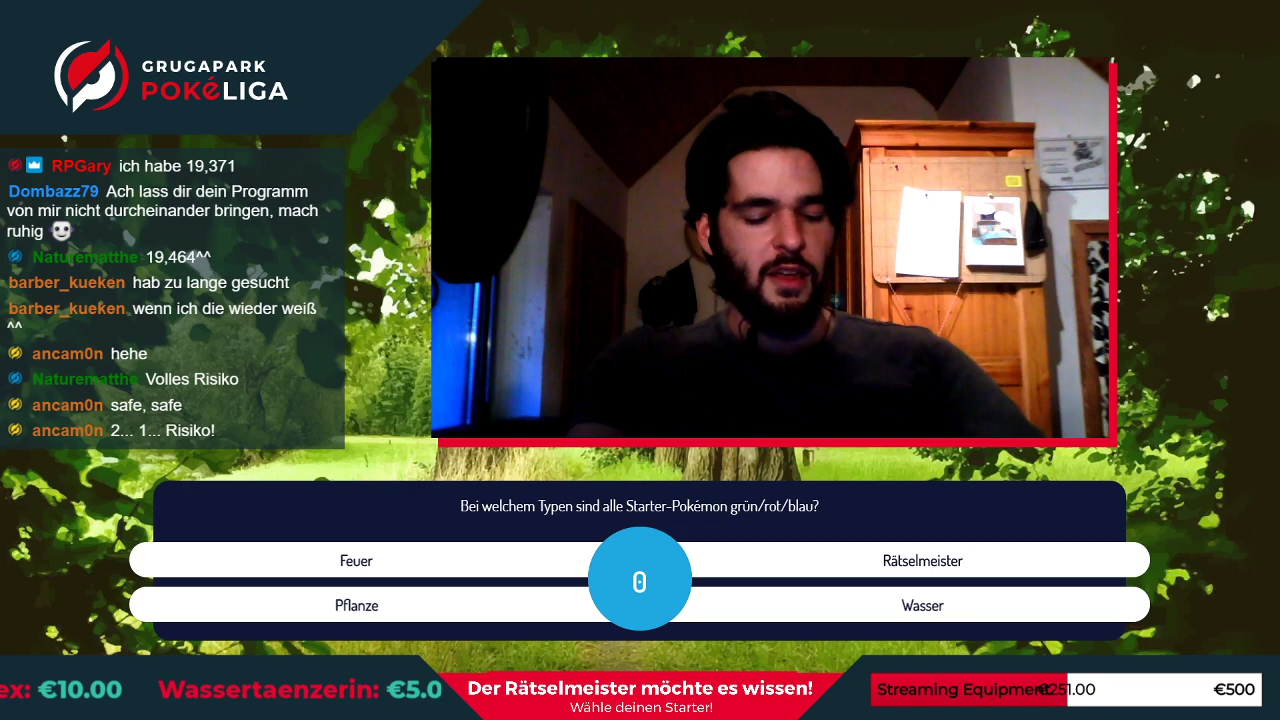 GRUGAPARK
POKéLIGA
RPGary ich habe 19,371
Dombazz79 Ach lass dir dein Programm
von mir nicht durcheinander bringen, mach
ruhig
Naturematthe 19,464^^
barber_kueken hab zu lange gesucht
barber_kueken wenn ich die wieder weiß
^^
ancam0n hehe
Naturematthe Volles Risiko
ancam0n safe, safe
ancam0n 2... 1... Risiko!
Bei welchem Typen sind alle Starter-Pokémon grün/rot/blau?
Feuer
Rätselmeister
0
Pflanze
Wasser
ex: €10.00 Wassertaenzerin: €5.0
Der Rätselmeister möchte es wissen!
Wähle deinen Starter!
Streaming Equipment €251.00 €500